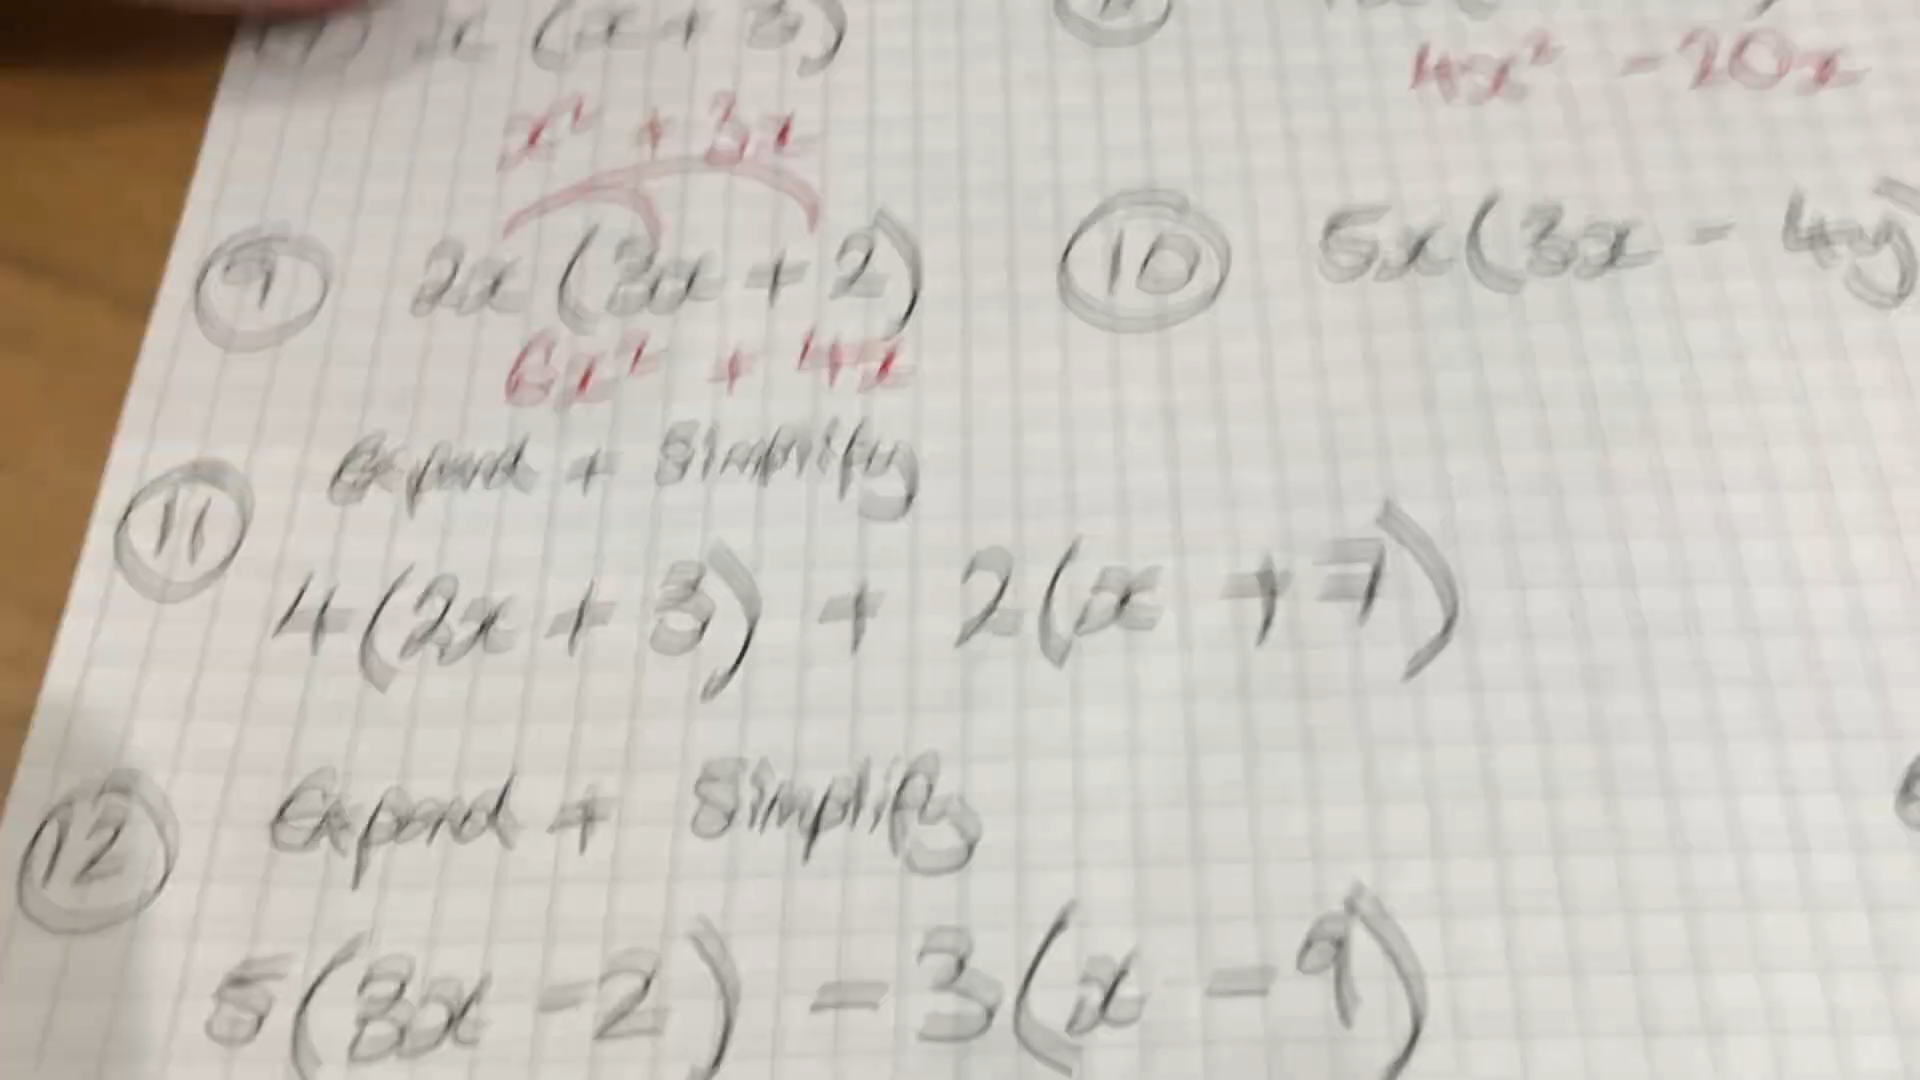 x(x+3)
x² + 3x
4x² - 20x
9 2x(3x+2)
6x² + 4x
10 5x(3x - 4y)
11 Expand + Simplify
4(2x+3) + 2(x+7)
12 Expand + Simplify
5(3x-2) - 3(x-9)